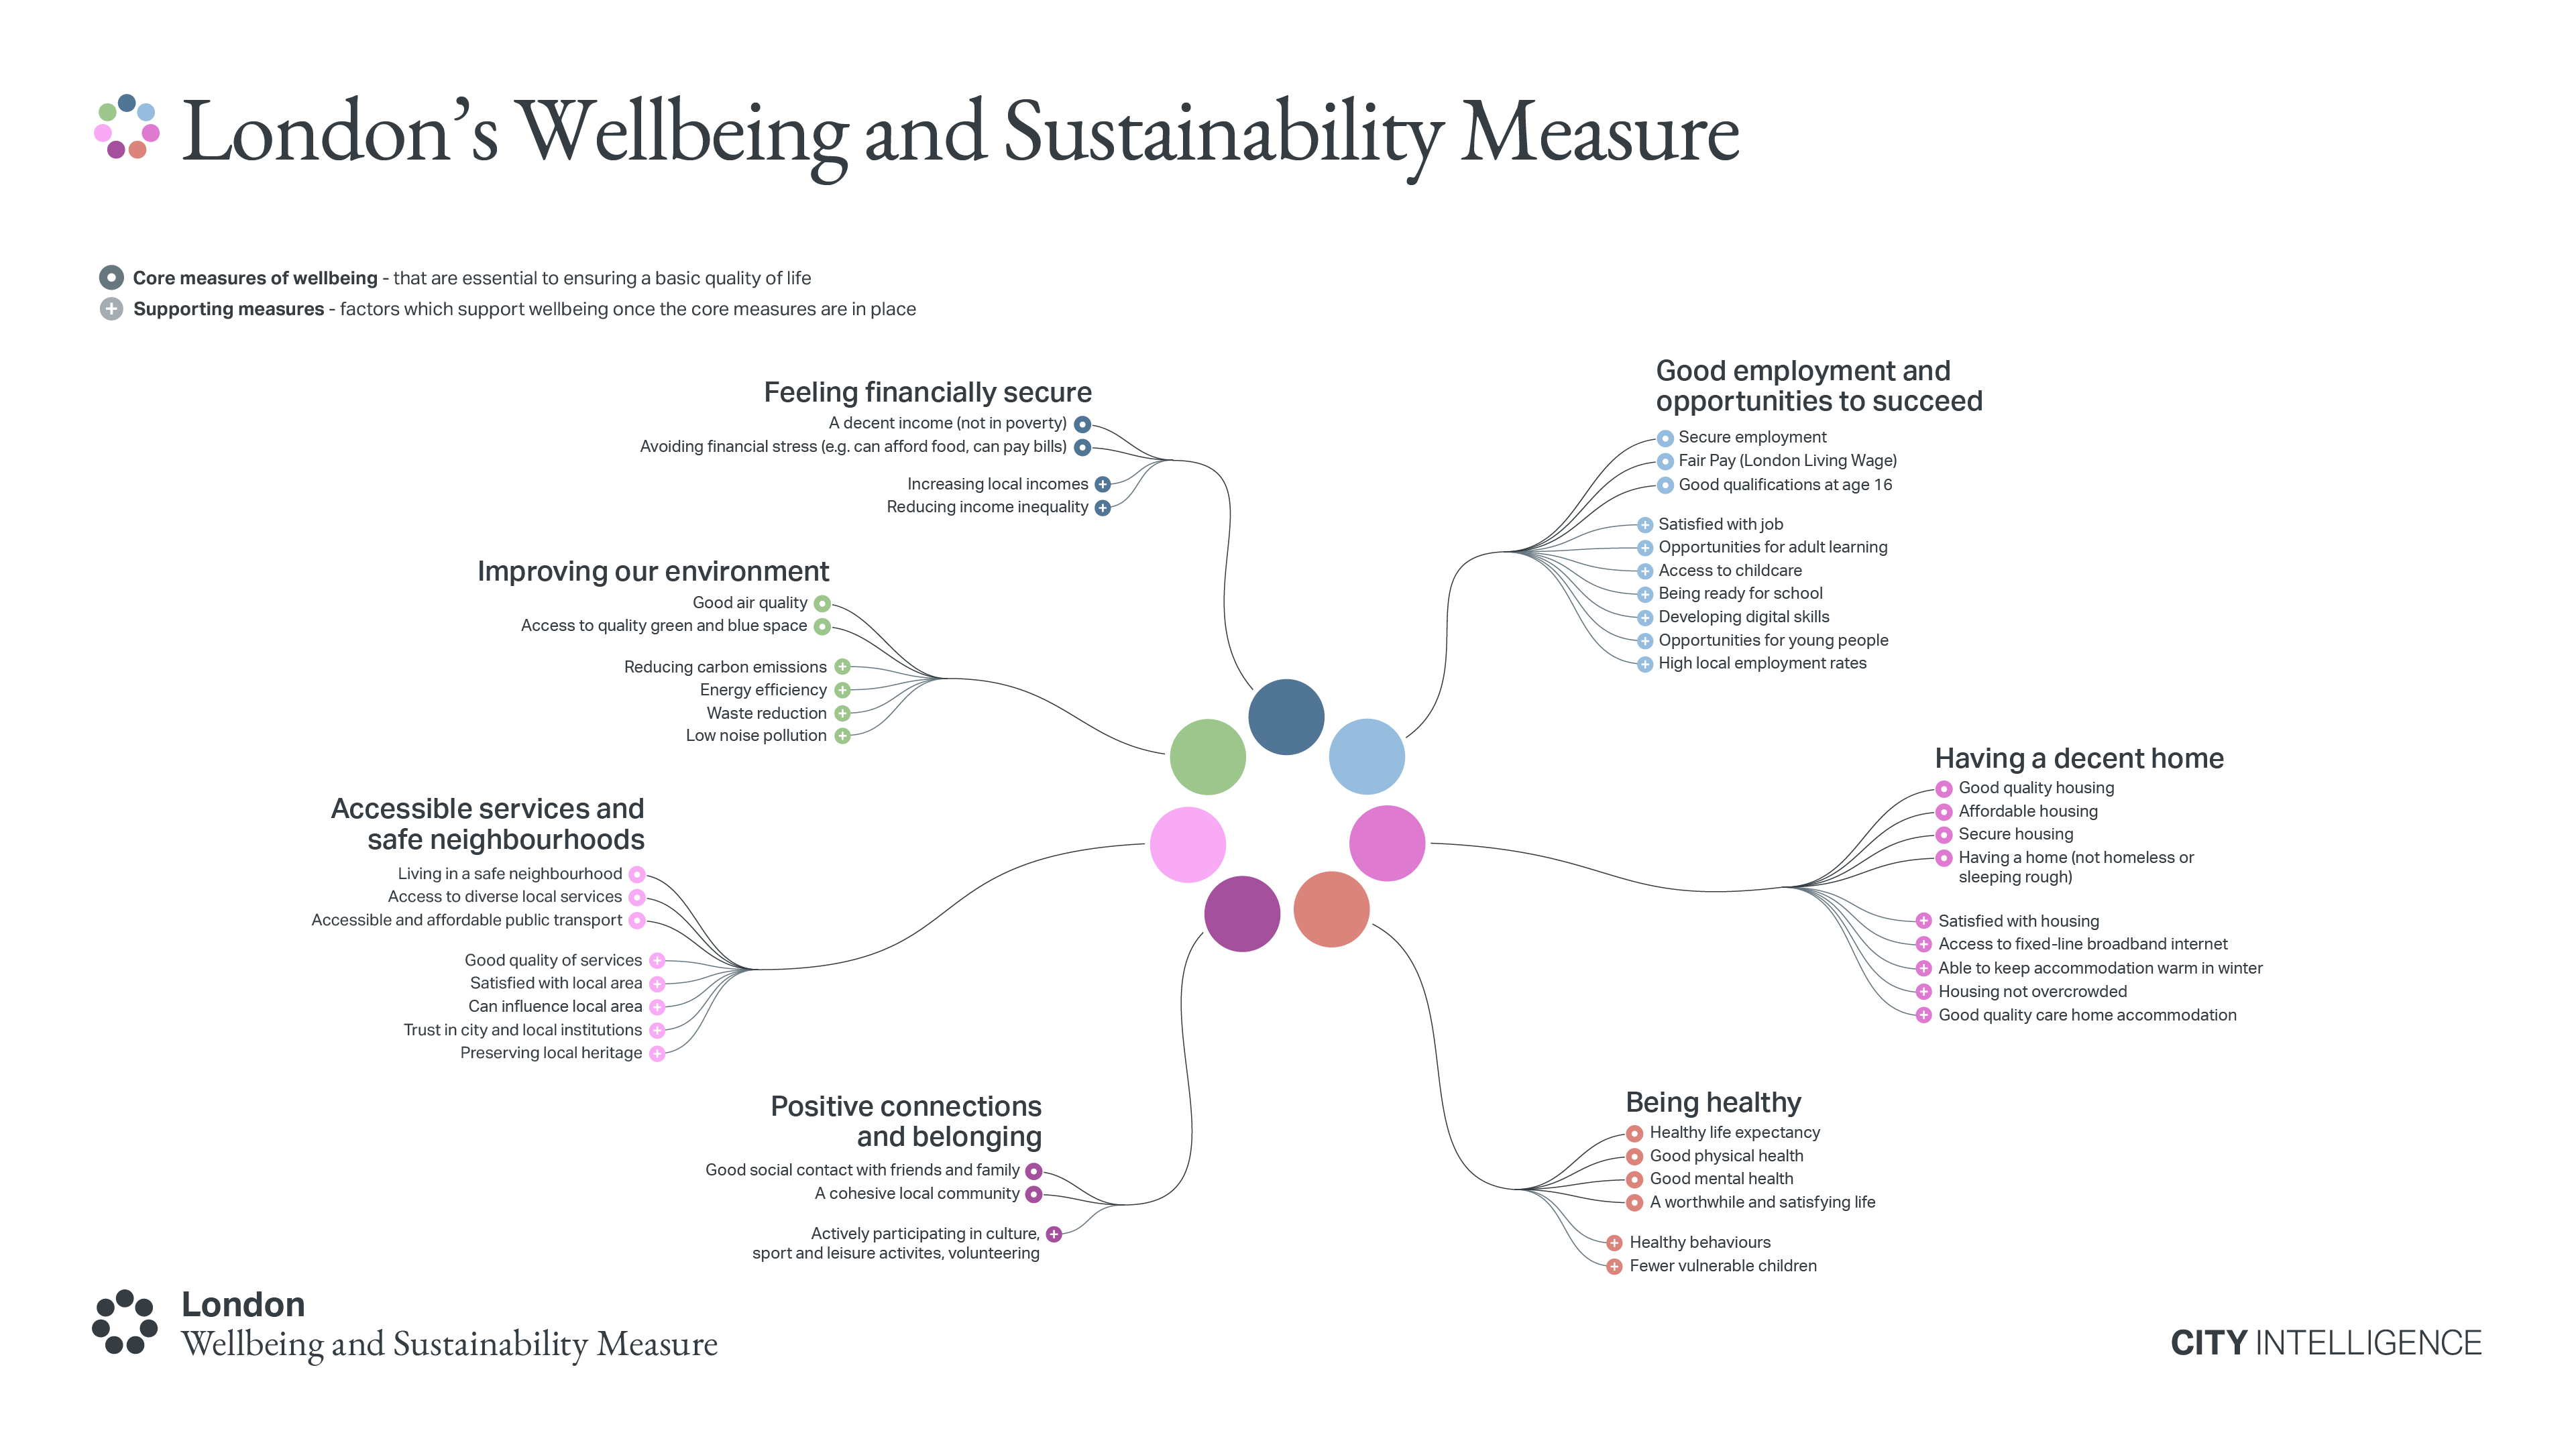 London’s Wellbeing and Sustainability Measure
Core measures of wellbeing - that are essential to ensuring a basic quality of life
Supporting measures - factors which support wellbeing once the core measures are in place
Feeling financially secure
A decent income (not in poverty)
Avoiding financial stress (e.g. can afford food, can pay bills)
Increasing local incomes
Reducing income inequality
Good employment and
opportunities to succeed
Secure employment
Fair Pay (London Living Wage)
Good qualifications at age 16
Satisfied with job
Opportunities for adult learning
Access to childcare
Being ready for school
Developing digital skills
Opportunities for young people
High local employment rates
Improving our environment
Good air quality
Access to quality green and blue space
Reducing carbon emissions
Energy efficiency
Waste reduction
Low noise pollution
Having a decent home
Good quality housing
Affordable housing
Secure housing
Having a home (not homeless or
sleeping rough)
Satisfied with housing
Access to fixed-line broadband internet
Able to keep accommodation warm in winter
Housing not overcrowded
Good quality care home accommodation
Accessible services and
safe neighbourhoods
Living in a safe neighbourhood
Access to diverse local services
Accessible and affordable public transport
Good quality of services
Satisfied with local area
Can influence local area
Trust in city and local institutions
Preserving local heritage
Positive connections
and belonging
Good social contact with friends and family
A cohesive local community
Actively participating in culture,
sport and leisure activites, volunteering
Being healthy
Healthy life expectancy
Good physical health
Good mental health
A worthwhile and satisfying life
Healthy behaviours
Fewer vulnerable children
London
Wellbeing and Sustainability Measure
CITY INTELLIGENCE